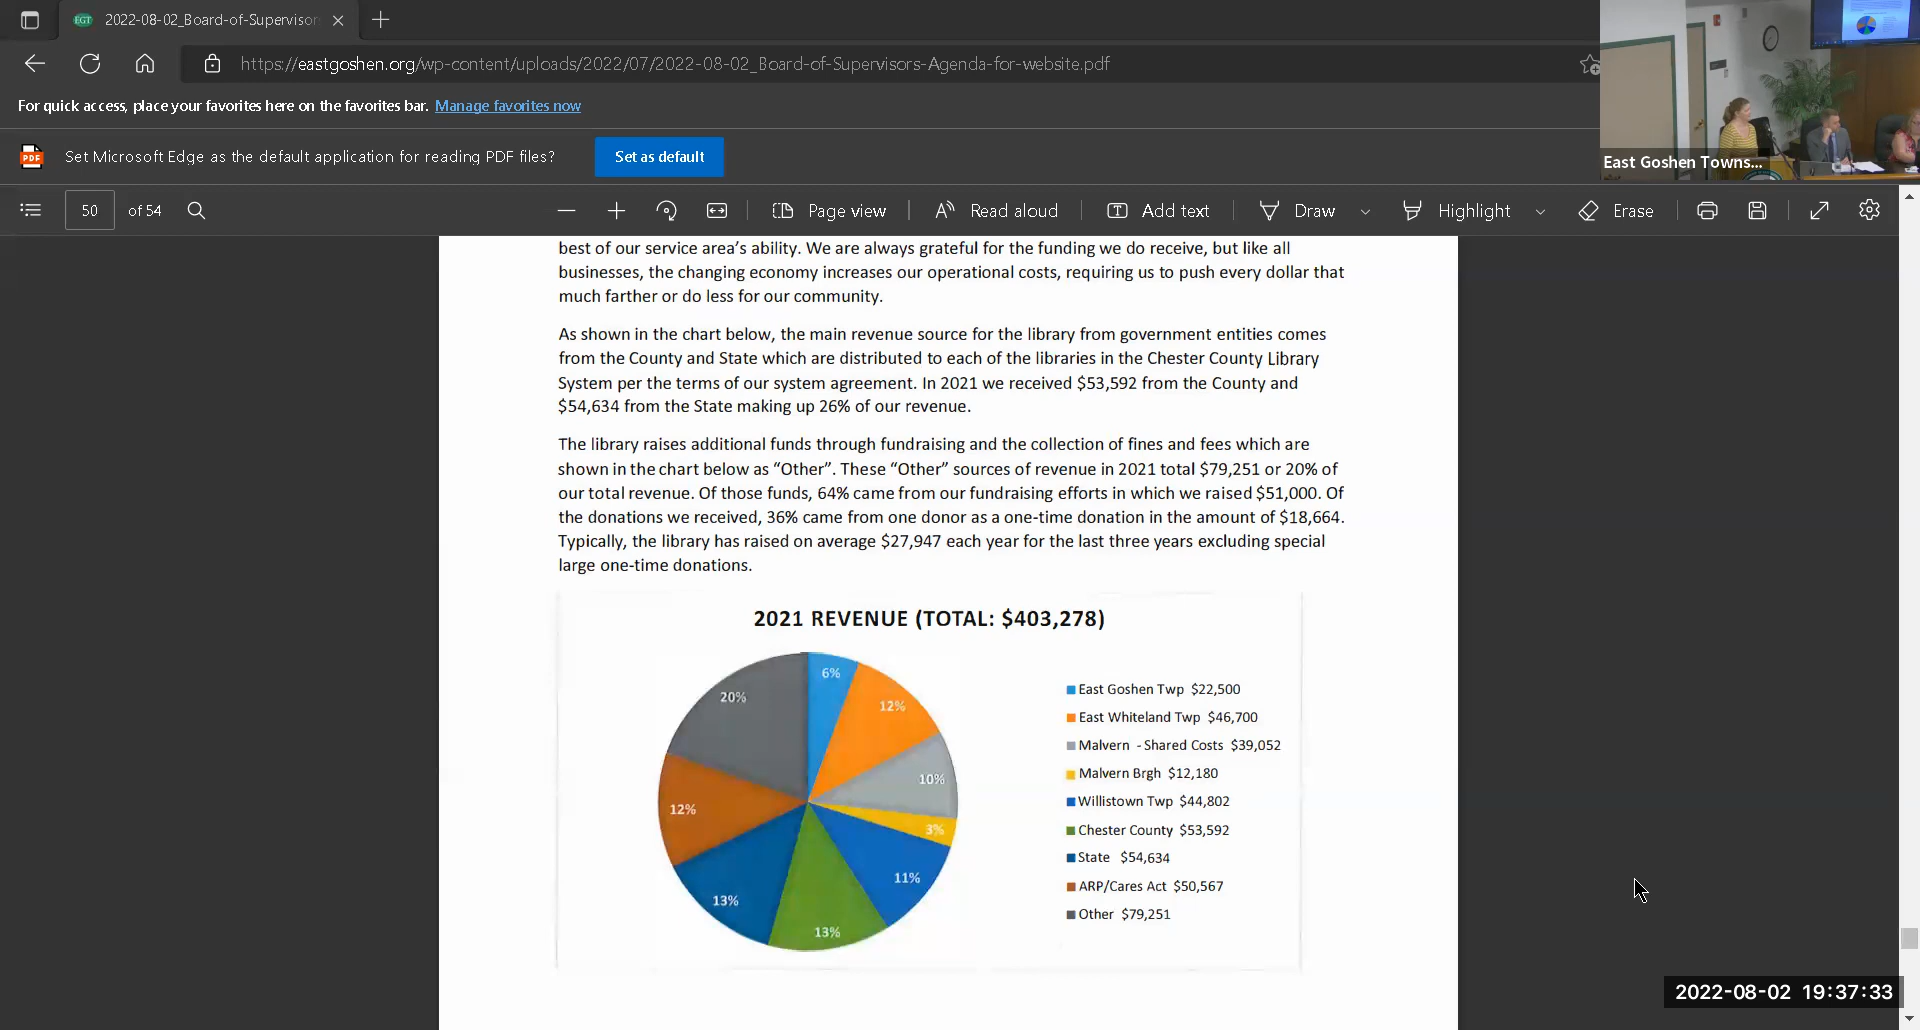 EGT 2022-08-02_Board-of-Supervisor
https://eastgoshen.org/wp-content/uploads/2022/07/2022-08-02_Board-of-Supervisors-Agenda-for-website.pdf
For quick access, place your favorites here on the favorites bar. Manage favorites now
PDF Set Microsoft Edge as the default application for reading PDF files? Set as default
East Goshen Towns...
50 of 54 Page view Read aloud Add text Draw Highlight Erase
best of our service area's ability. We are always grateful for the funding we do receive, but like all
businesses, the changing economy increases our operational costs, requiring us to push every dollar that
much farther or do less for our community.
As shown in the chart below, the main revenue source for the library from government entities comes
from the County and State which are distributed to each of the libraries in the Chester County Library
System per the terms of our system agreement. In 2021 we received $53,592 from the County and
$54,634 from the State making up 26% of our revenue.
The library raises additional funds through fundraising and the collection of fines and fees which are
shown in the chart below as “Other”. These “Other” sources of revenue in 2021 total $79,251 or 20% of
our total revenue. Of those funds, 64% came from our fundraising efforts in which we raised $51,000. Of
the donations we received, 36% came from one donor as a one-time donation in the amount of $18,664.
Typically, the library has raised on average $27,947 each year for the last three years excluding special
large one-time donations.
2021 REVENUE (TOTAL: $403,278)
6%
12%
10%
3%
11%
13%
13%
12%
20%
East Goshen Twp $22,500
East Whiteland Twp $46,700
Malvern - Shared Costs $39,052
Malvern Brgh $12,180
Willistown Twp $44,802
Chester County $53,592
State $54,634
ARP/Cares Act $50,567
Other $79,251
2022-08-02 19:37:33